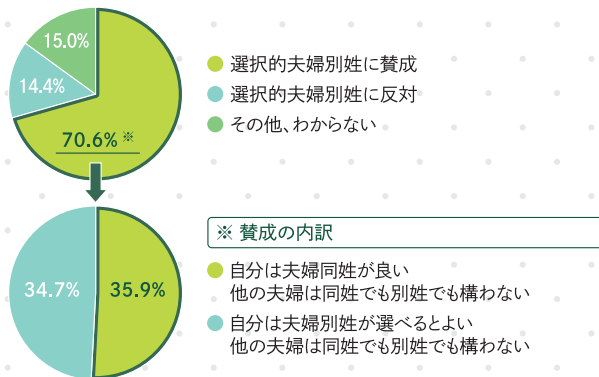 15.0%
14.4%
70.6%※
選択的夫婦別姓に賛成
選択的夫婦別姓に反対
その他、わからない
34.7%
35.9%
※ 賛成の内訳
自分は夫婦同姓が良い
他の夫婦は同姓でも別姓でも構わない
自分は夫婦別姓が選べるとよい
他の夫婦は同姓でも別姓でも構わない